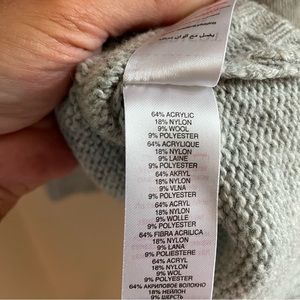 64% ACRYLIC
18% NYLON
9% WOOL
9% POLYESTER
64% ACRYLIQUE
18% NYLON
9% LAINE
9% POLYESTER
64% AKRYL
18% NYLON
9% VLNA
9% POLYESTER
64% ACRYL
18% NYLON
9% WOLLE
9% POLYESTER
64% FIBRA ACRILICA
18% NYLON
9% LANA
9% POLIESTERE
64% ACRYL
18% NYLON
9% WOL
9% POLYESTER
64% АКРИЛОВОЕ ВОЛОКНО
18% НЕЙЛОН
9% ШЕРСТЬ